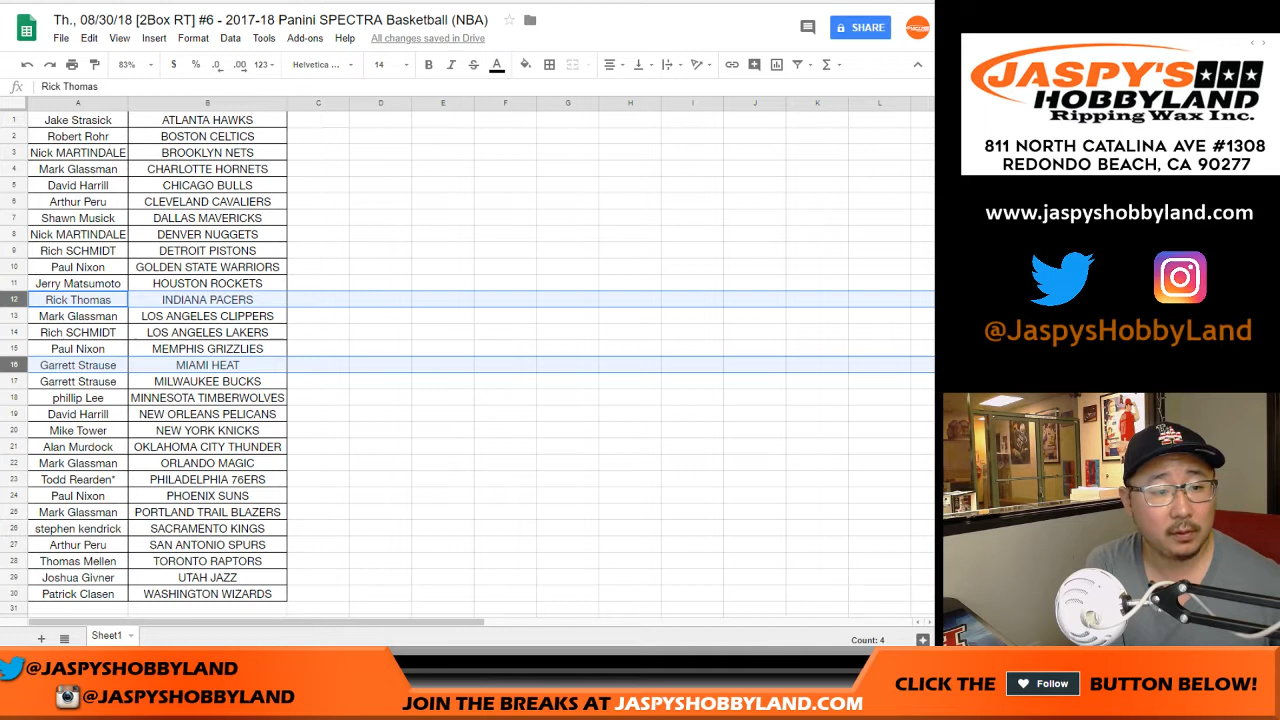 Th., 08/30/18 [2Box RT] #6 - 2017-18 Panini SPECTRA Basketball (NBA)
File Edit View Insert Format Data Tools Add-ons Help All changes saved in Drive
SHARE
83% $ % .0 .00 123 Helvetica ... 14 B I S A
fx Rick Thomas
A B C D E F G H I J K L
1 Jake Strasick ATLANTA HAWKS
2 Robert Rohr BOSTON CELTICS
3 Nick MARTINDALE BROOKLYN NETS
4 Mark Glassman CHARLOTTE HORNETS
5 David Harrill CHICAGO BULLS
6 Arthur Peru CLEVELAND CAVALIERS
7 Shawn Musick DALLAS MAVERICKS
8 Nick MARTINDALE DENVER NUGGETS
9 Rich SCHMIDT DETROIT PISTONS
10 Paul Nixon GOLDEN STATE WARRIORS
11 Jerry Matsumoto HOUSTON ROCKETS
12 Rick Thomas INDIANA PACERS
13 Mark Glassman LOS ANGELES CLIPPERS
14 Rich SCHMIDT LOS ANGELES LAKERS
15 Paul Nixon MEMPHIS GRIZZLIES
16 Garrett Strause MIAMI HEAT
17 Garrett Strause MILWAUKEE BUCKS
18 phillip Lee MINNESOTA TIMBERWOLVES
19 David Harrill NEW ORLEANS PELICANS
20 Mike Tower NEW YORK KNICKS
21 Alan Murdock OKLAHOMA CITY THUNDER
22 Mark Glassman ORLANDO MAGIC
23 Todd Rearden* PHILADELPHIA 76ERS
24 Paul Nixon PHOENIX SUNS
25 Mark Glassman PORTLAND TRAIL BLAZERS
26 stephen kendrick SACRAMENTO KINGS
27 Arthur Peru SAN ANTONIO SPURS
28 Thomas Mellen TORONTO RAPTORS
29 Joshua Givner UTAH JAZZ
30 Patrick Clasen WASHINGTON WIZARDS
31
Sheet1
Count: 4
JASPY'S
HOBBYLAND
Ripping Wax Inc.
811 NORTH CATALINA AVE #1308
REDONDO BEACH, CA 90277
www.jaspyshobbyland.com
@JaspysHobbyLand
@JASPYSHOBBYLAND
@JASPYSHOBBYLAND
JOIN THE BREAKS AT JASPYSHOBBYLAND.COM
CLICK THE Follow BUTTON BELOW!